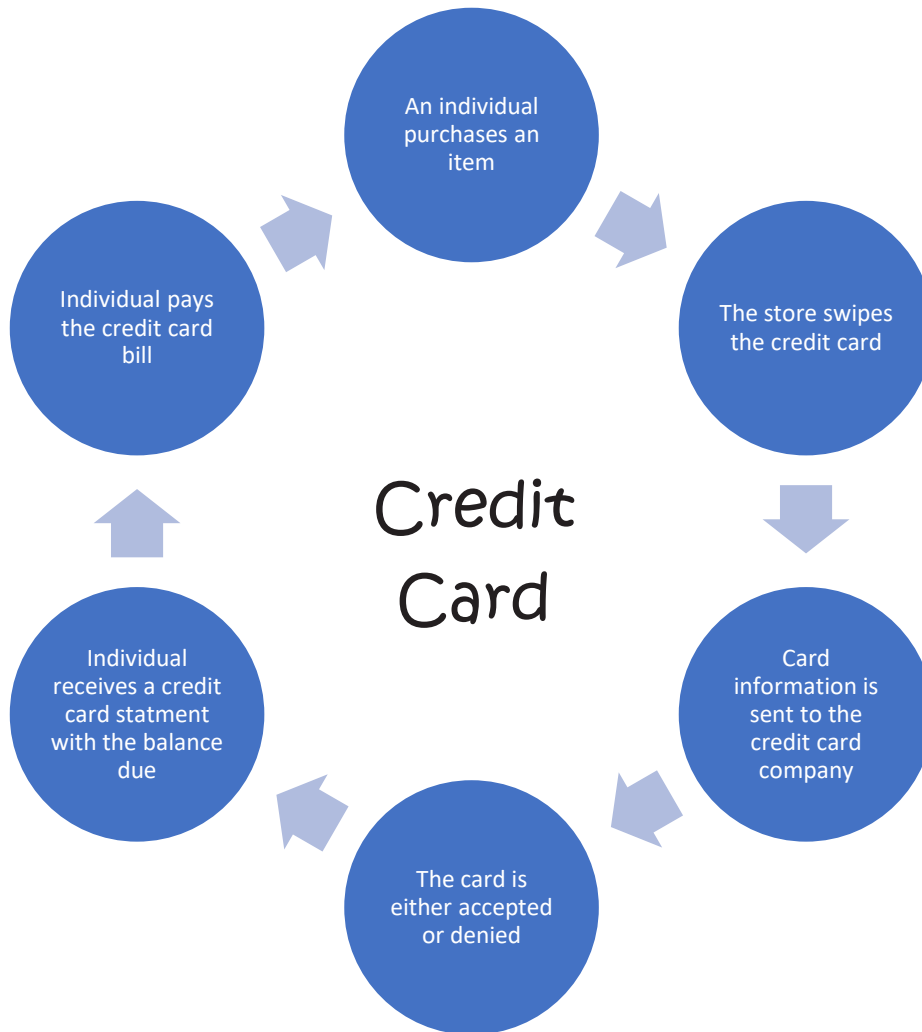 An individual
purchases an
item
The store swipes
the credit card
Card
information is
sent to the
credit card
company
The card is
either accepted
or denied
Individual
receives a credit
card statment
with the balance
due
Individual pays
the credit card
bill
Credit
Card